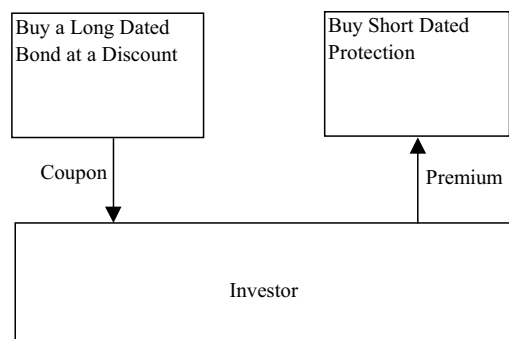 Buy a Long Dated
Bond at a Discount
Buy Short Dated
Protection
Coupon
Premium
Investor